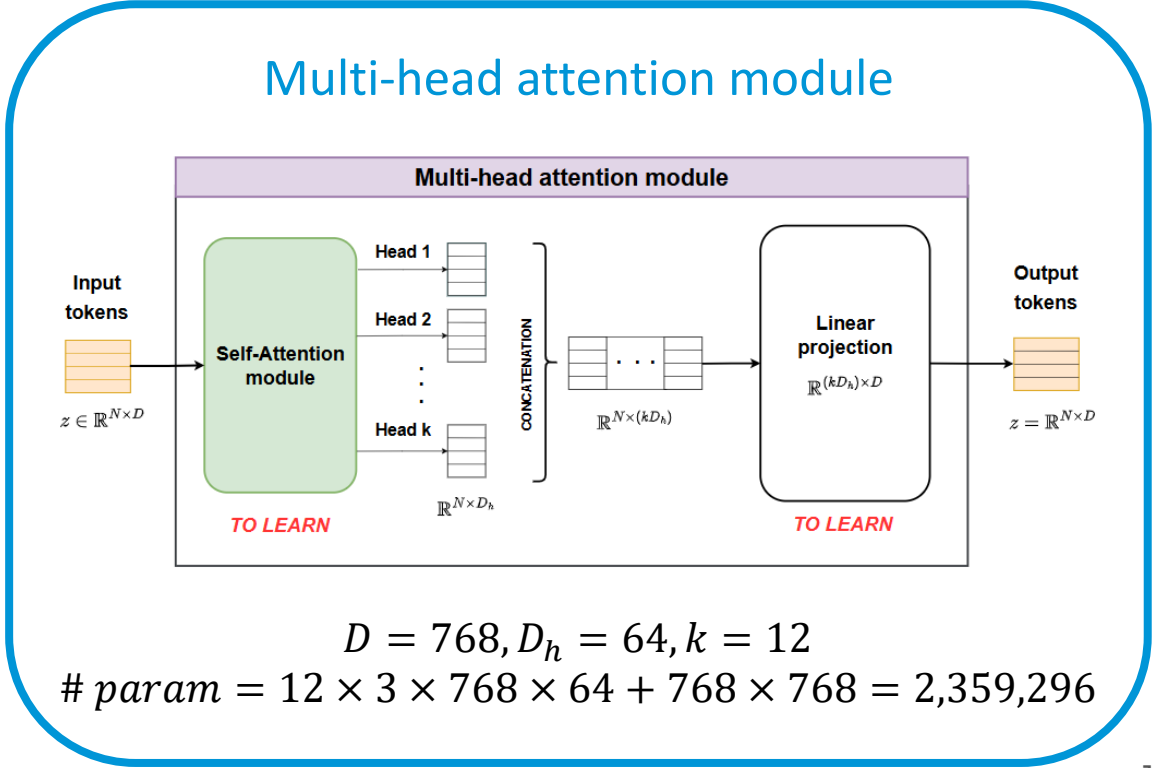 Multi-head attention module
Multi-head attention module
Input
tokens
z ∈ ℝ^{N×D}
Self-Attention
module
TO LEARN
Head 1
Head 2
Head k
ℝ^{N×D_h}
CONCATENATION
ℝ^{N×(kD_h)}
Linear
projection
ℝ^{(kD_h)×D}
TO LEARN
Output
tokens
z = ℝ^{N×D}
D = 768, D_h = 64, k = 12
# param = 12 × 3 × 768 × 64 + 768 × 768 = 2,359,296